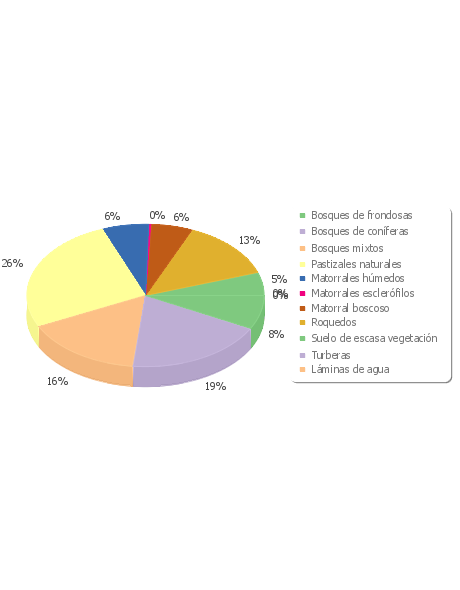 6%
0%
6%
13%
26%
5%
0%
0%
8%
16%
19%
Bosques de frondosas
Bosques de coníferas
Bosques mixtos
Pastizales naturales
Matorrales húmedos
Matorrales esclerófilos
Matorral boscoso
Roquedos
Suelo de escasa vegetación
Turberas
Láminas de agua